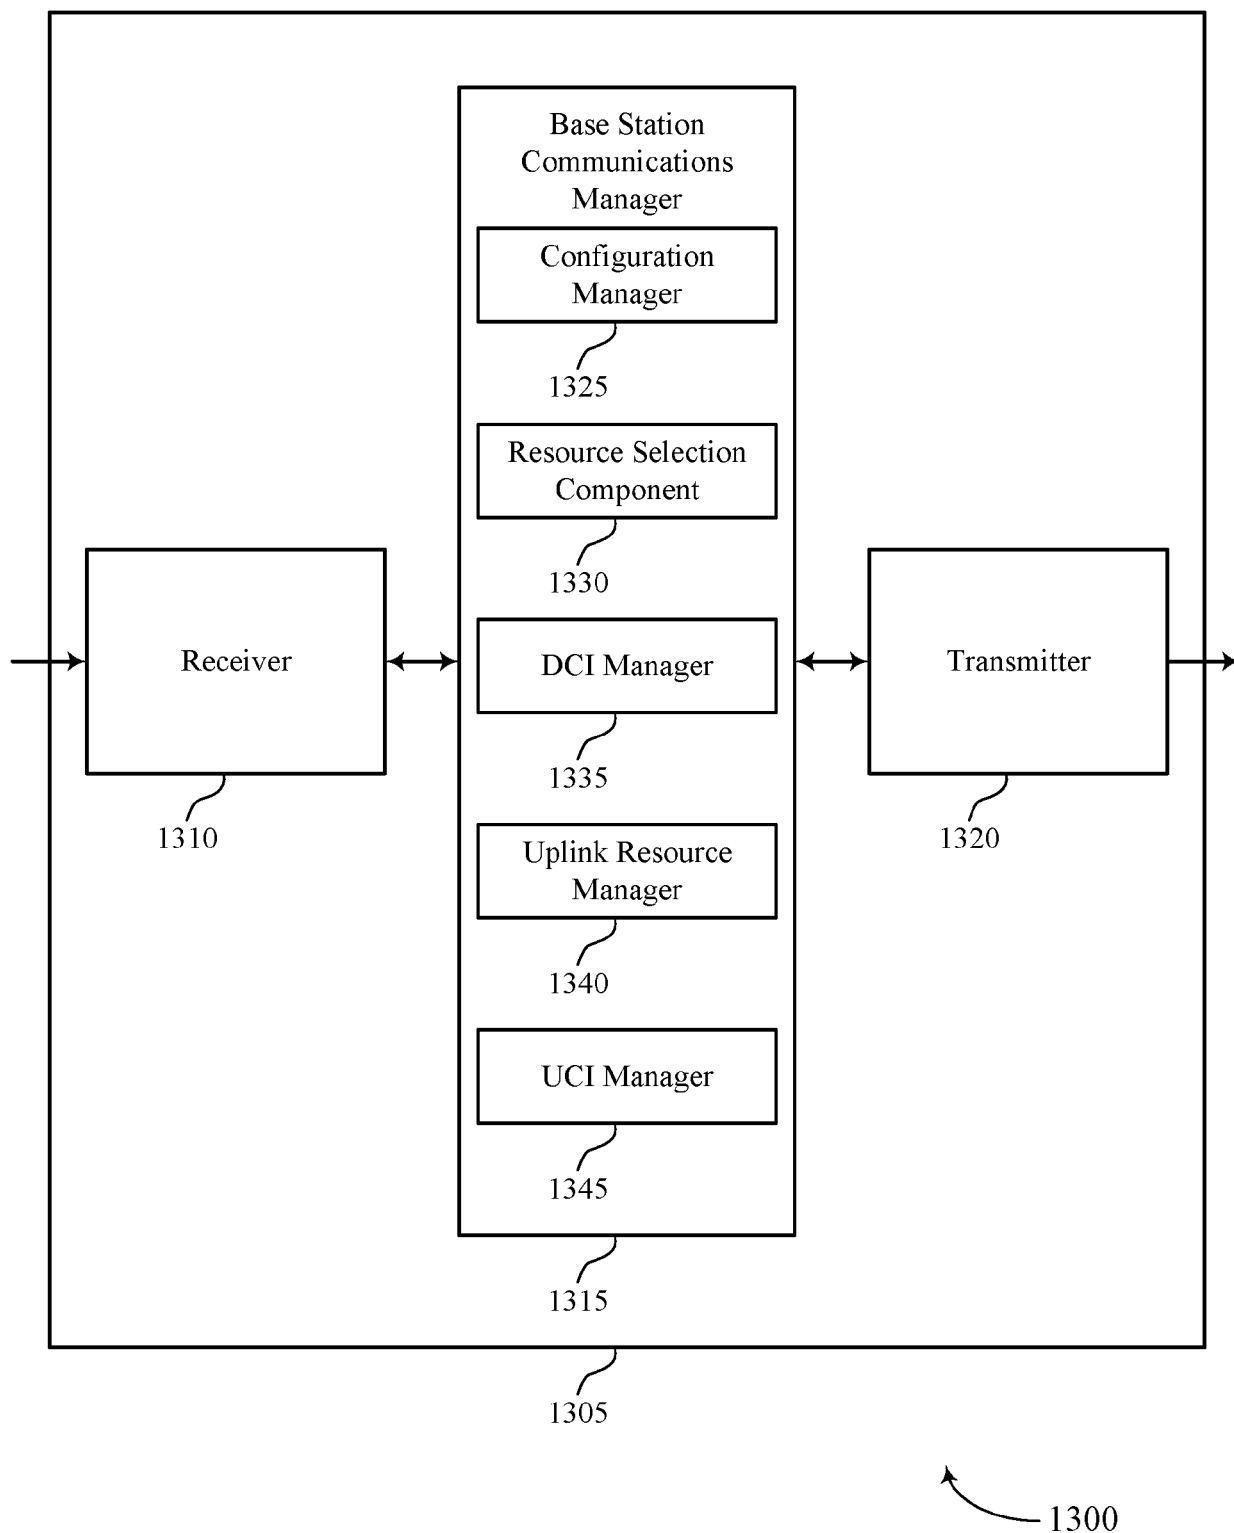 Base Station
Communications
Manager
Configuration
Manager
1325
Resource Selection
Component
1330
Receiver
1310
DCI Manager
1335
Transmitter
1320
Uplink Resource
Manager
1340
UCI Manager
1345
1315
1305
1300